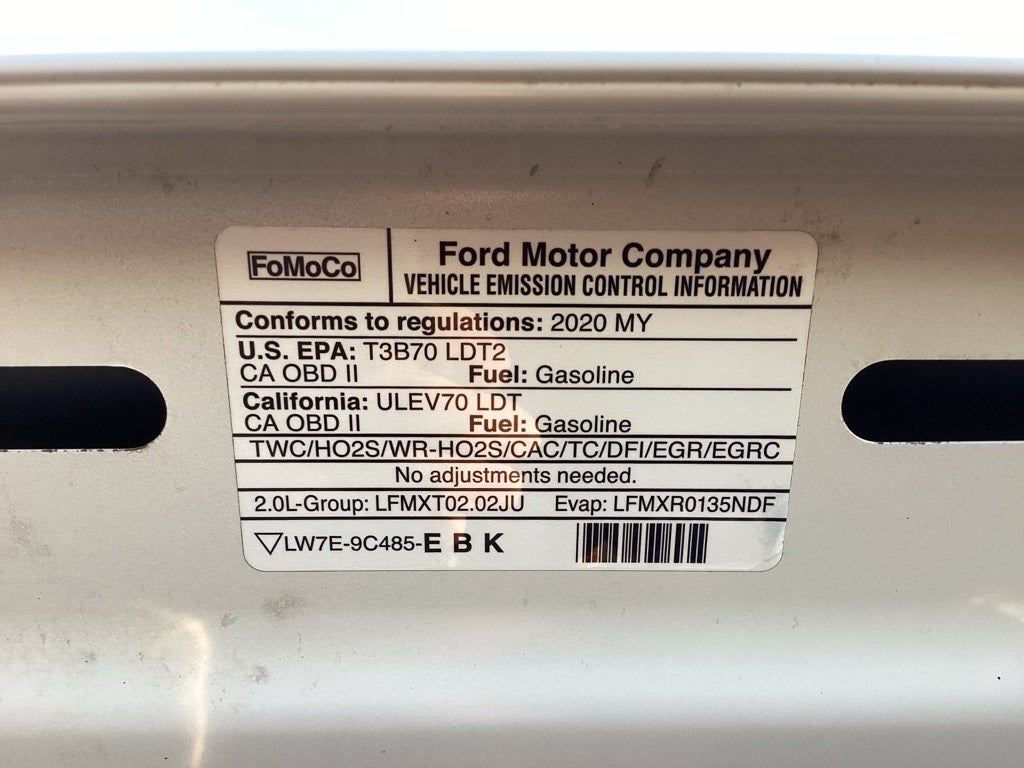 FoMoCo
Ford Motor Company
VEHICLE EMISSION CONTROL INFORMATION
Conforms to regulations: 2020 MY
U.S. EPA: T3B70 LDT2
CA OBD II Fuel: Gasoline
California: ULEV70 LDT
CA OBD II Fuel: Gasoline
TWC/HO2S/WR-HO2S/CAC/TC/DFI/EGR/EGRC
No adjustments needed.
2.0L-Group: LFMXT02.02JU Evap: LFMXR0135NDF
LW7E-9C485-E B K